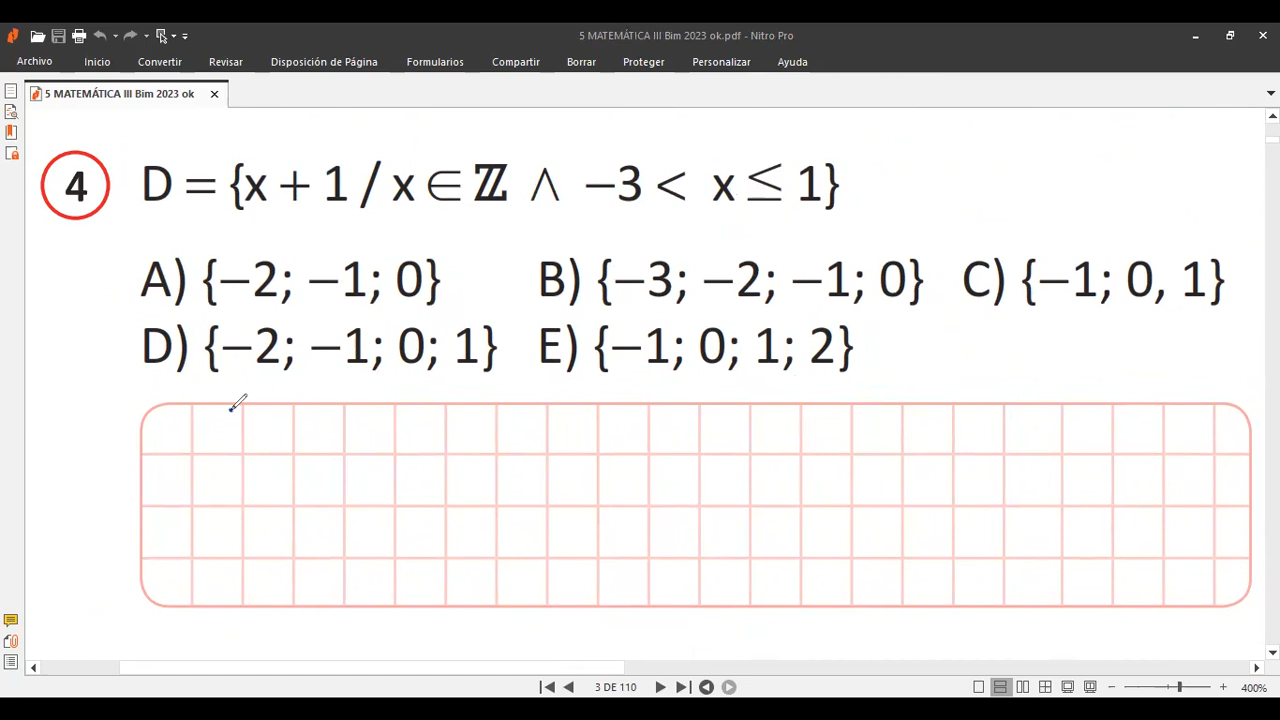 5 MATEMÁTICA III Bim 2023 ok.pdf - Nitro Pro
Archivo Inicio Convertir Revisar Disposición de Página Formularios Compartir Borrar Proteger Personalizar Ayuda
5 MATEMÁTICA III Bim 2023 ok
4 D = {x + 1 / x ∈ ℤ ∧ −3 < x ≤ 1}
A) {−2; −1; 0} B) {−3; −2; −1; 0} C) {−1; 0, 1}
D) {−2; −1; 0; 1} E) {−1; 0; 1; 2}
3 DE 110
400%